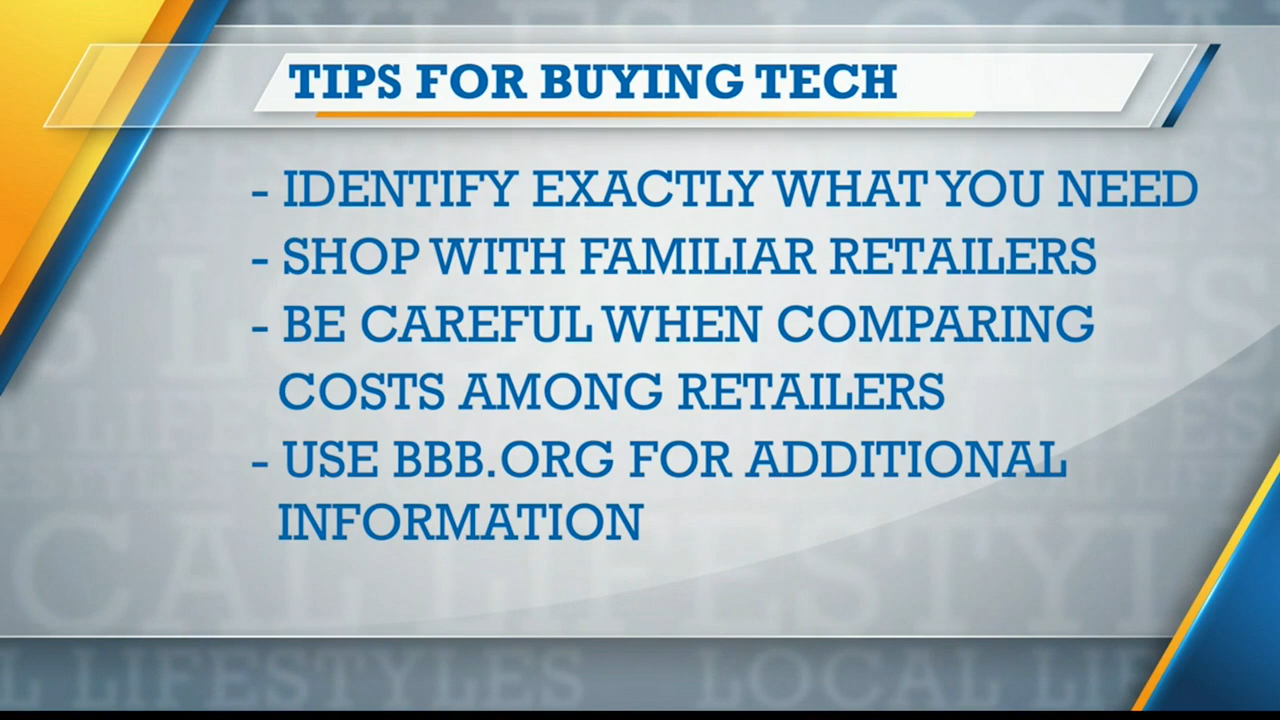 TIPS FOR BUYING TECH
- IDENTIFY EXACTLY WHAT YOU NEED
- SHOP WITH FAMILIAR RETAILERS
- BE CAREFUL WHEN COMPARING
COSTS AMONG RETAILERS
- USE BBB.ORG FOR ADDITIONAL
INFORMATION
LIFESTYLES LOCAL